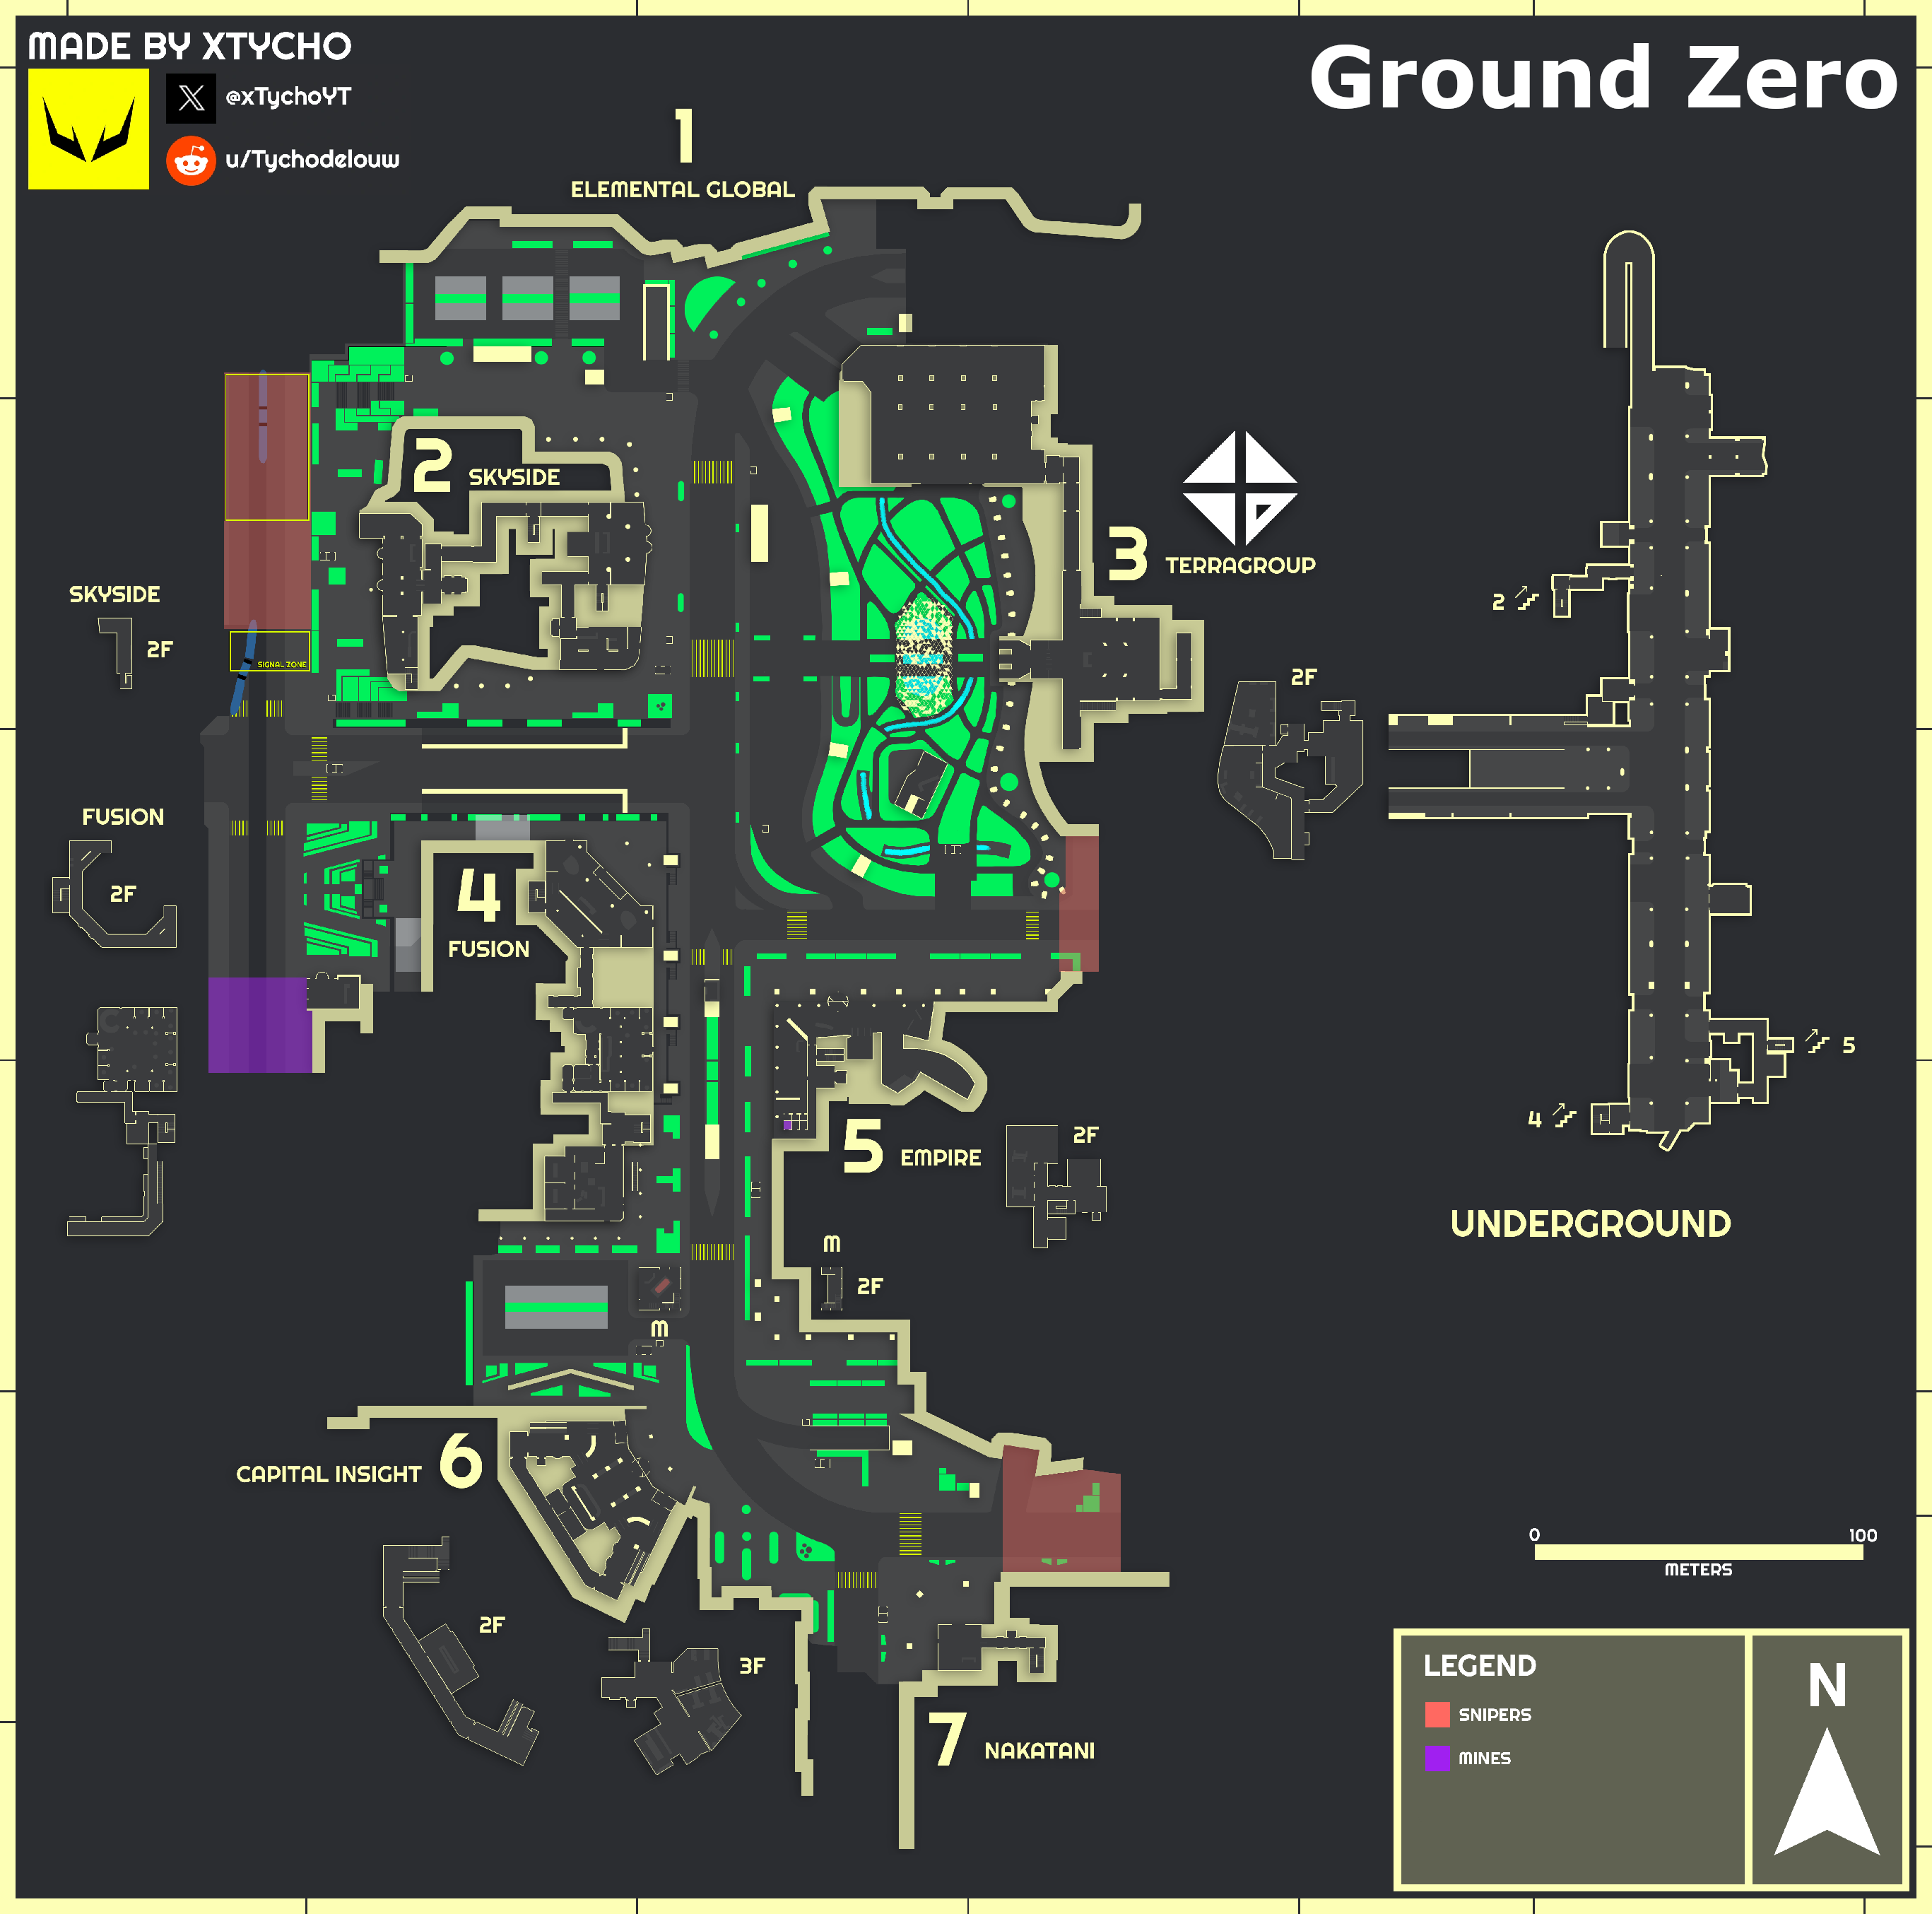 MADE BY XTYCHO
@xTychoYT
u/Tychodelouw
Ground Zero
1
ELEMENTAL GLOBAL
2
SKYSIDE
3
TERRAGROUP
SKYSIDE
2F
SIGNAL ZONE
2
2F
FUSION
2F
4
FUSION
5
EMPIRE
2F
5
4
UNDERGROUND
m
2F
m
6
CAPITAL INSIGHT
2F
3F
7
NAKATANI
0
100
METERS
LEGEND
SNIPERS
MINES
N